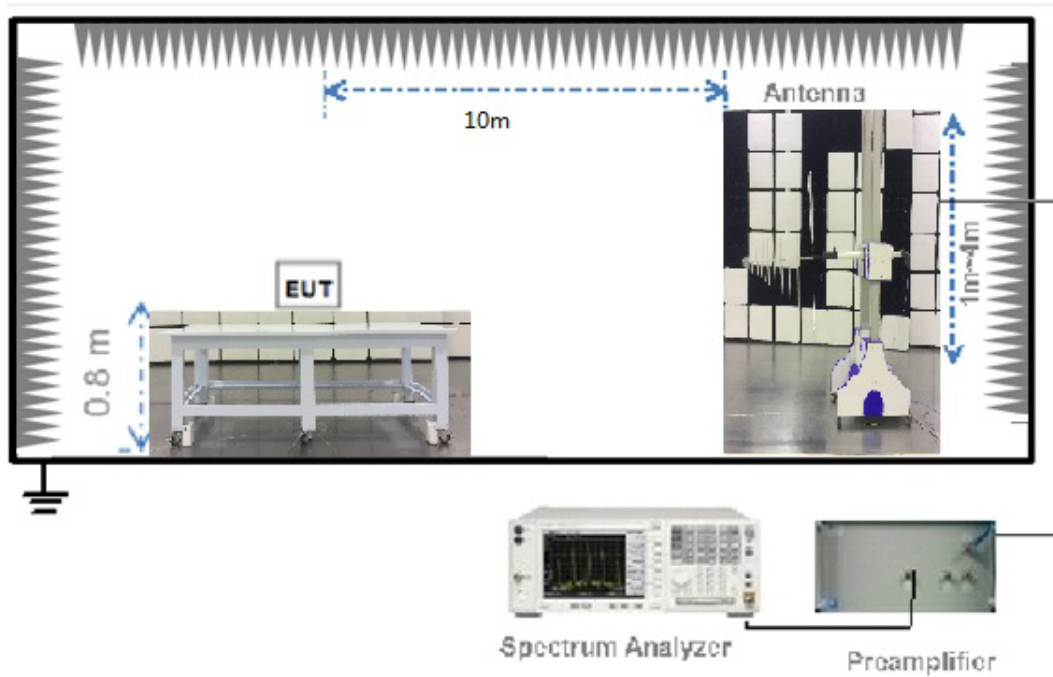 Antenna
10m
1m~4m
EUT
0.8 m
Spectrum Analyzer
Preamplifier